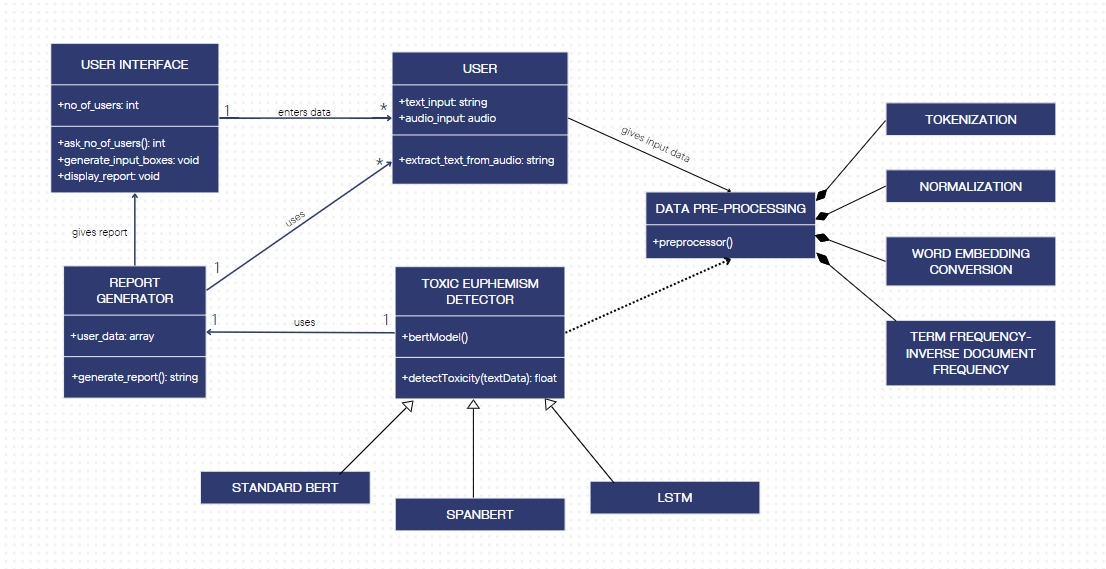 USER INTERFACE
+no_of_users: int
+ask_no_of_users(): int
+generate_input_boxes: void
+display_report: void
1
enters data
*
USER
+text_input: string
+audio_input: audio
+extract_text_from_audio: string
*
uses
1
gives input data
gives report
DATA PRE-PROCESSING
+preprocessor()
TOKENIZATION
NORMALIZATION
WORD EMBEDDING
CONVERSION
TERM FREQUENCY-
INVERSE DOCUMENT
FREQUENCY
REPORT
GENERATOR
+user_data: array
+generate_report(): string
1
uses
1
TOXIC EUPHEMISM
DETECTOR
+bertModel()
+detectToxicity(textData): float
STANDARD BERT
SPANBERT
LSTM